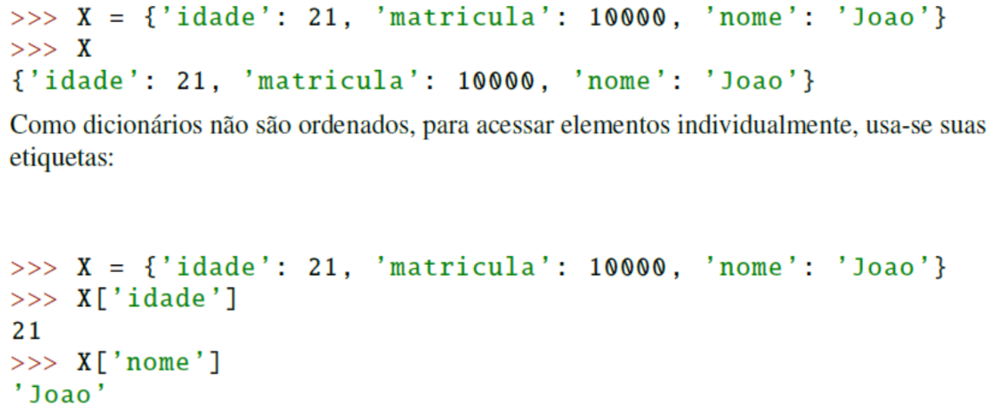 >>> X = {’idade’: 21, ’matricula’: 10000, ’nome’: ’Joao’}
>>> X
{’idade’: 21, ’matricula’: 10000, ’nome’: ’Joao’}
Como dicionários não são ordenados, para acessar elementos individualmente, usa-se suas
etiquetas:
>>> X = {’idade’: 21, ’matricula’: 10000, ’nome’: ’Joao’}
>>> X[’idade’]
21
>>> X[’nome’]
’Joao’